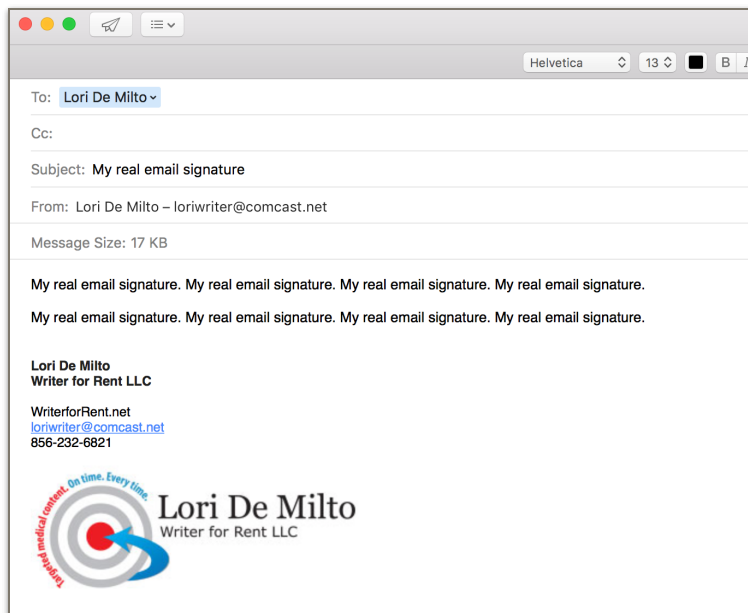 Helvetica 13 B
To: Lori De Milto
Cc:
Subject: My real email signature
From: Lori De Milto – loriwriter@comcast.net
Message Size: 17 KB
My real email signature. My real email signature. My real email signature. My real email signature.
My real email signature. My real email signature. My real email signature. My real email signature.
Lori De Milto
Writer for Rent LLC
WriterforRent.net
loriwriter@comcast.net
856-232-6821
Targeted medical content. On time. Every time.
Lori De Milto
Writer for Rent LLC